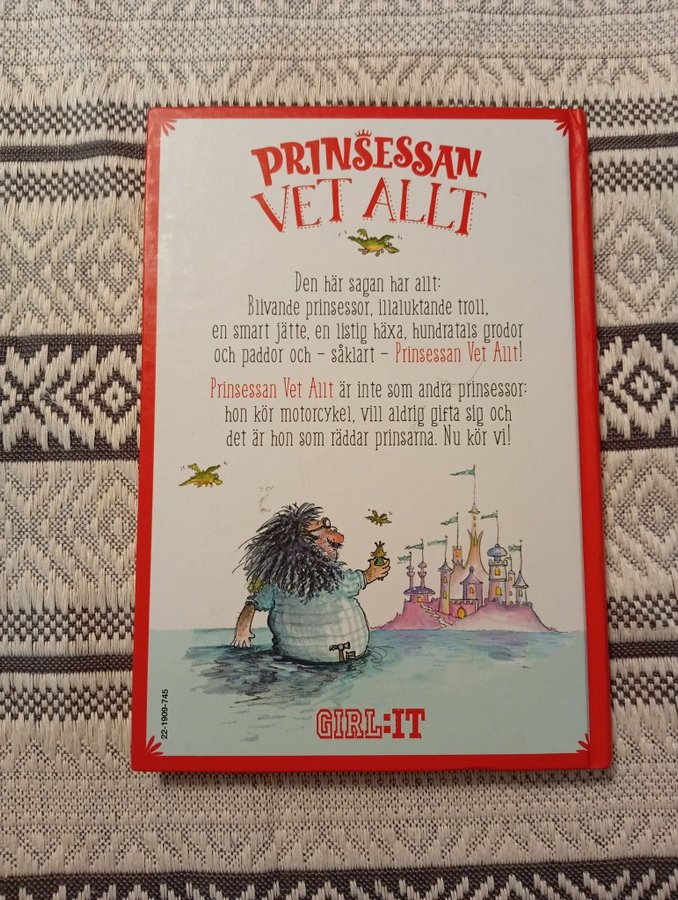 PRINSESSAN
VET ALLT
Den här sagan har allt:
Blivande prinsessor, illaluktande troll,
en smart jätte, en listig häxa, hundratals grodor
och paddor och – såklart – Prinsessan Vet Allt!
Prinsessan Vet Allt är inte som andra prinsessor:
hon kör motorcykel, vill aldrig gifta sig och
det är hon som räddar prinsarna. Nu kör vi!
22-1909-745
GIRL:IT